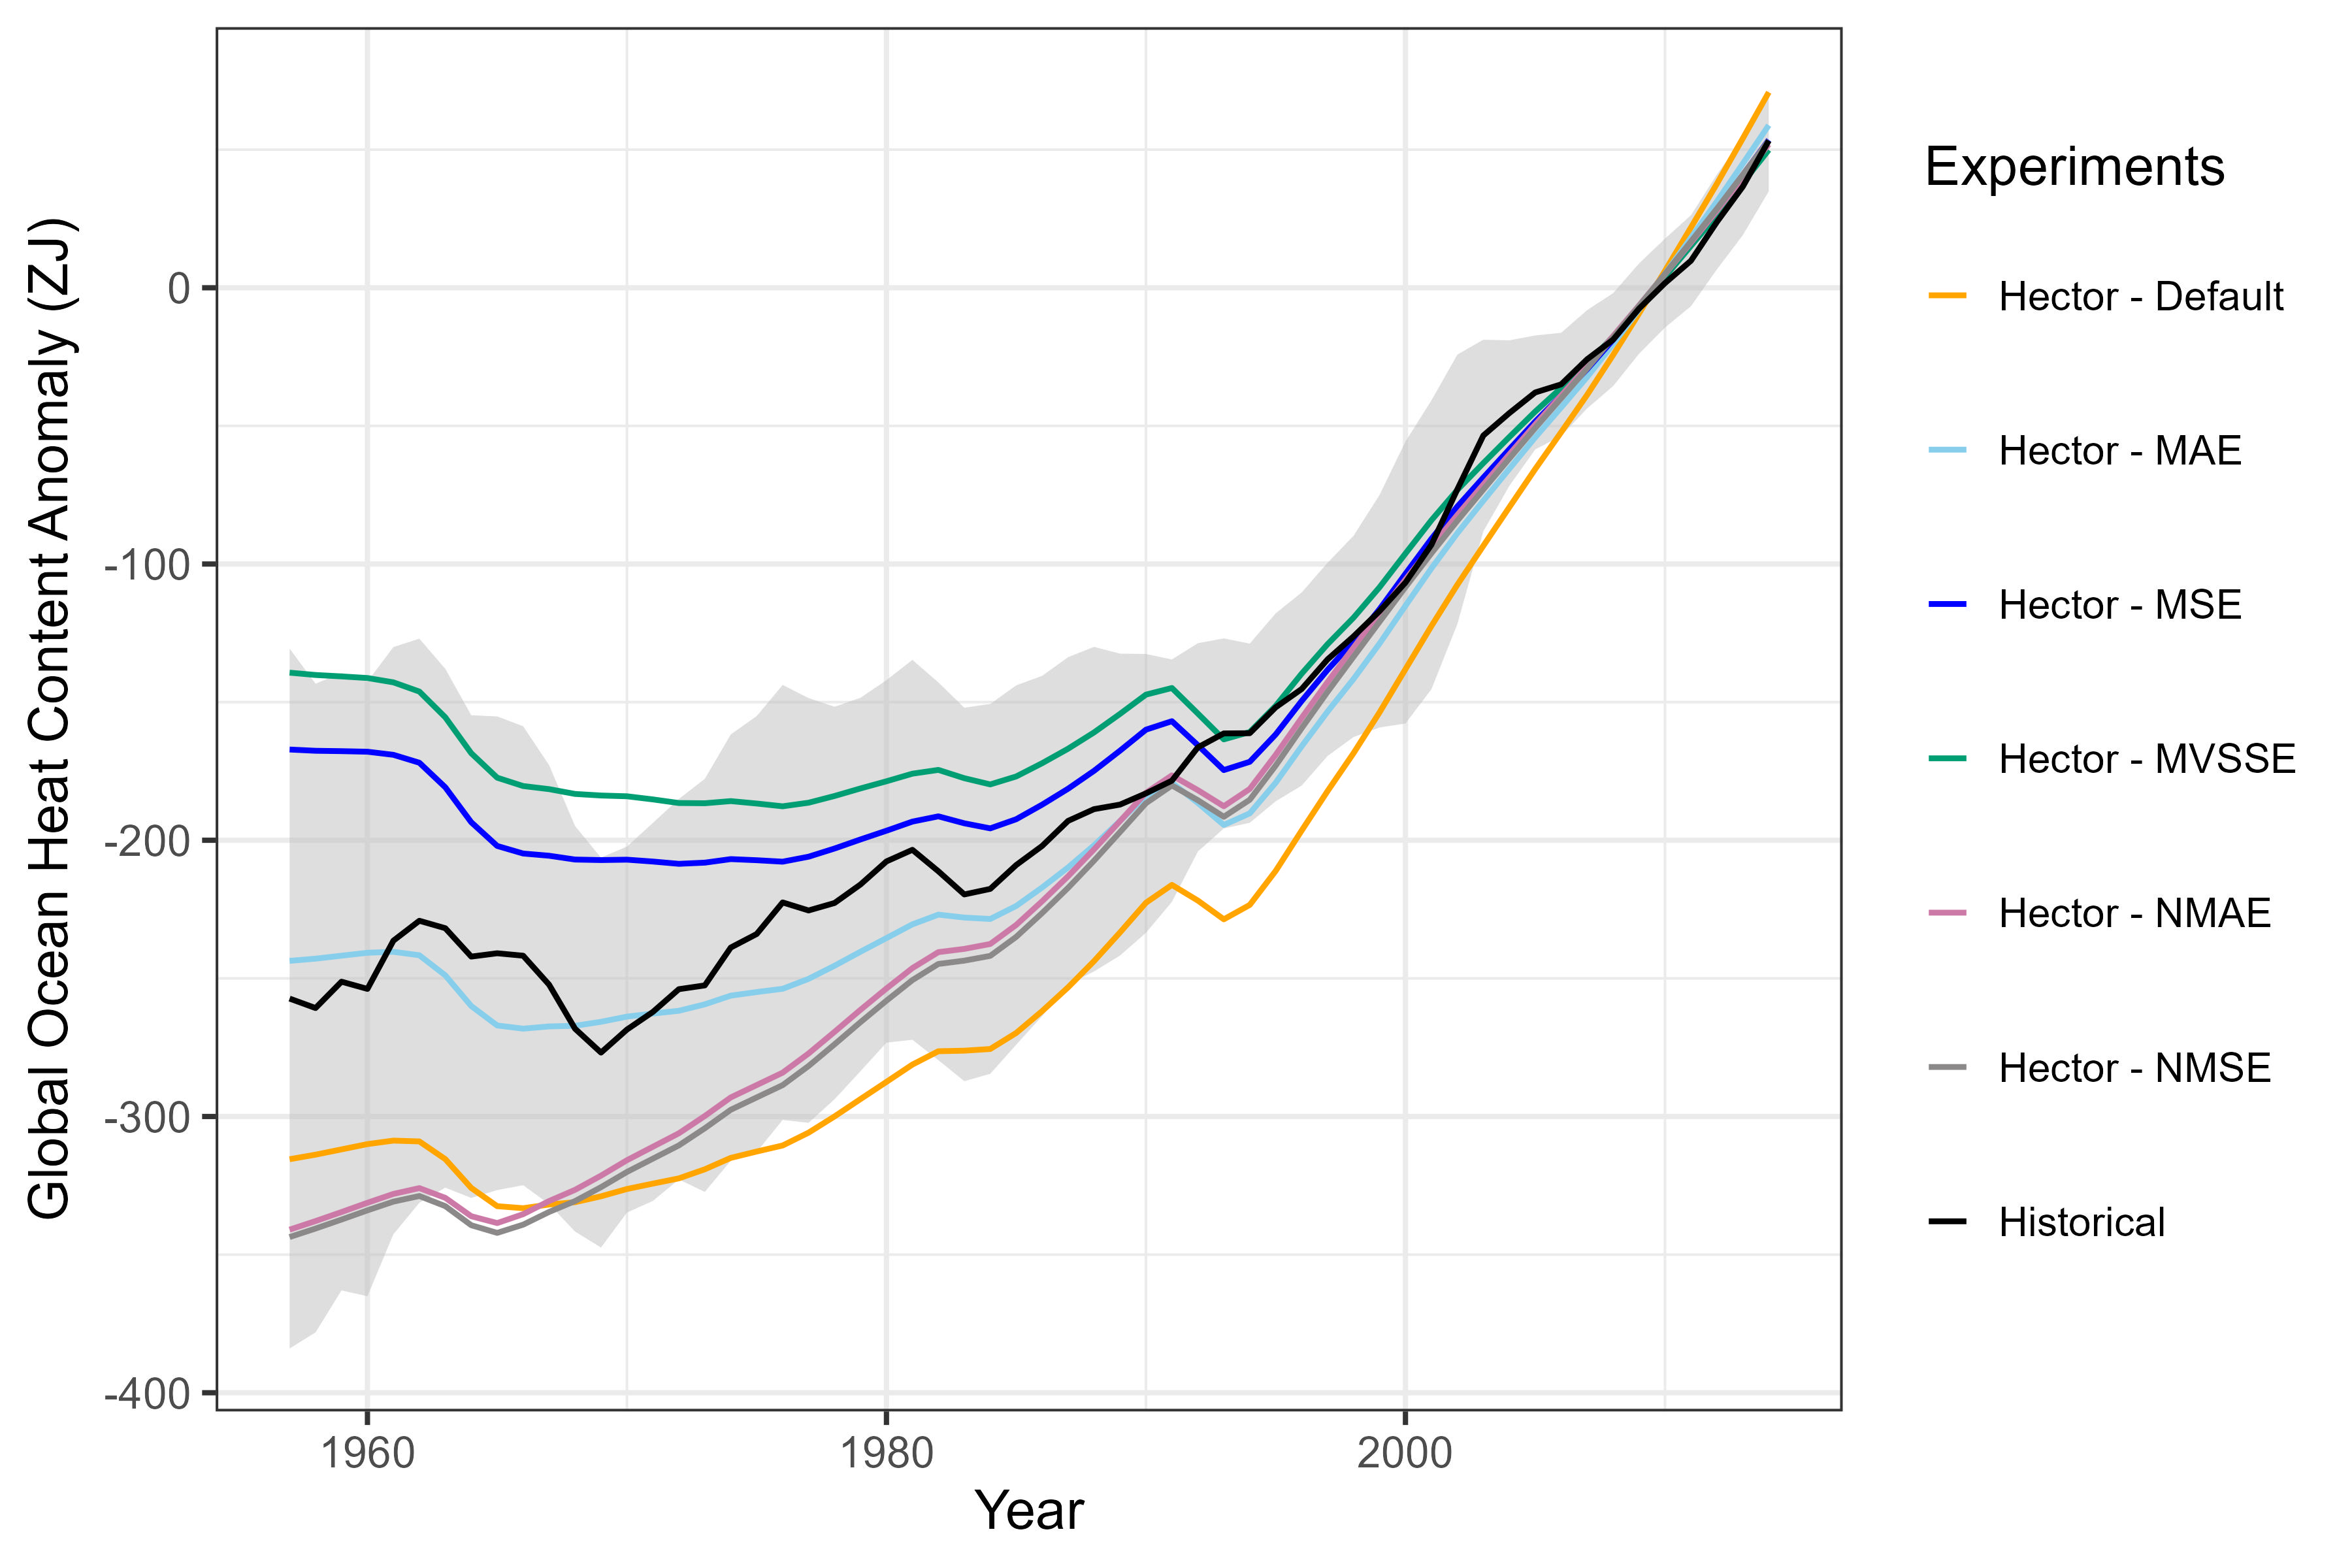 Global Ocean Heat Content Anomaly (ZJ)
0
-100
-200
-300
-400
1960
1980
2000
Year
Experiments
Hector - Default
Hector - MAE
Hector - MSE
Hector - MVSSE
Hector - NMAE
Hector - NMSE
Historical